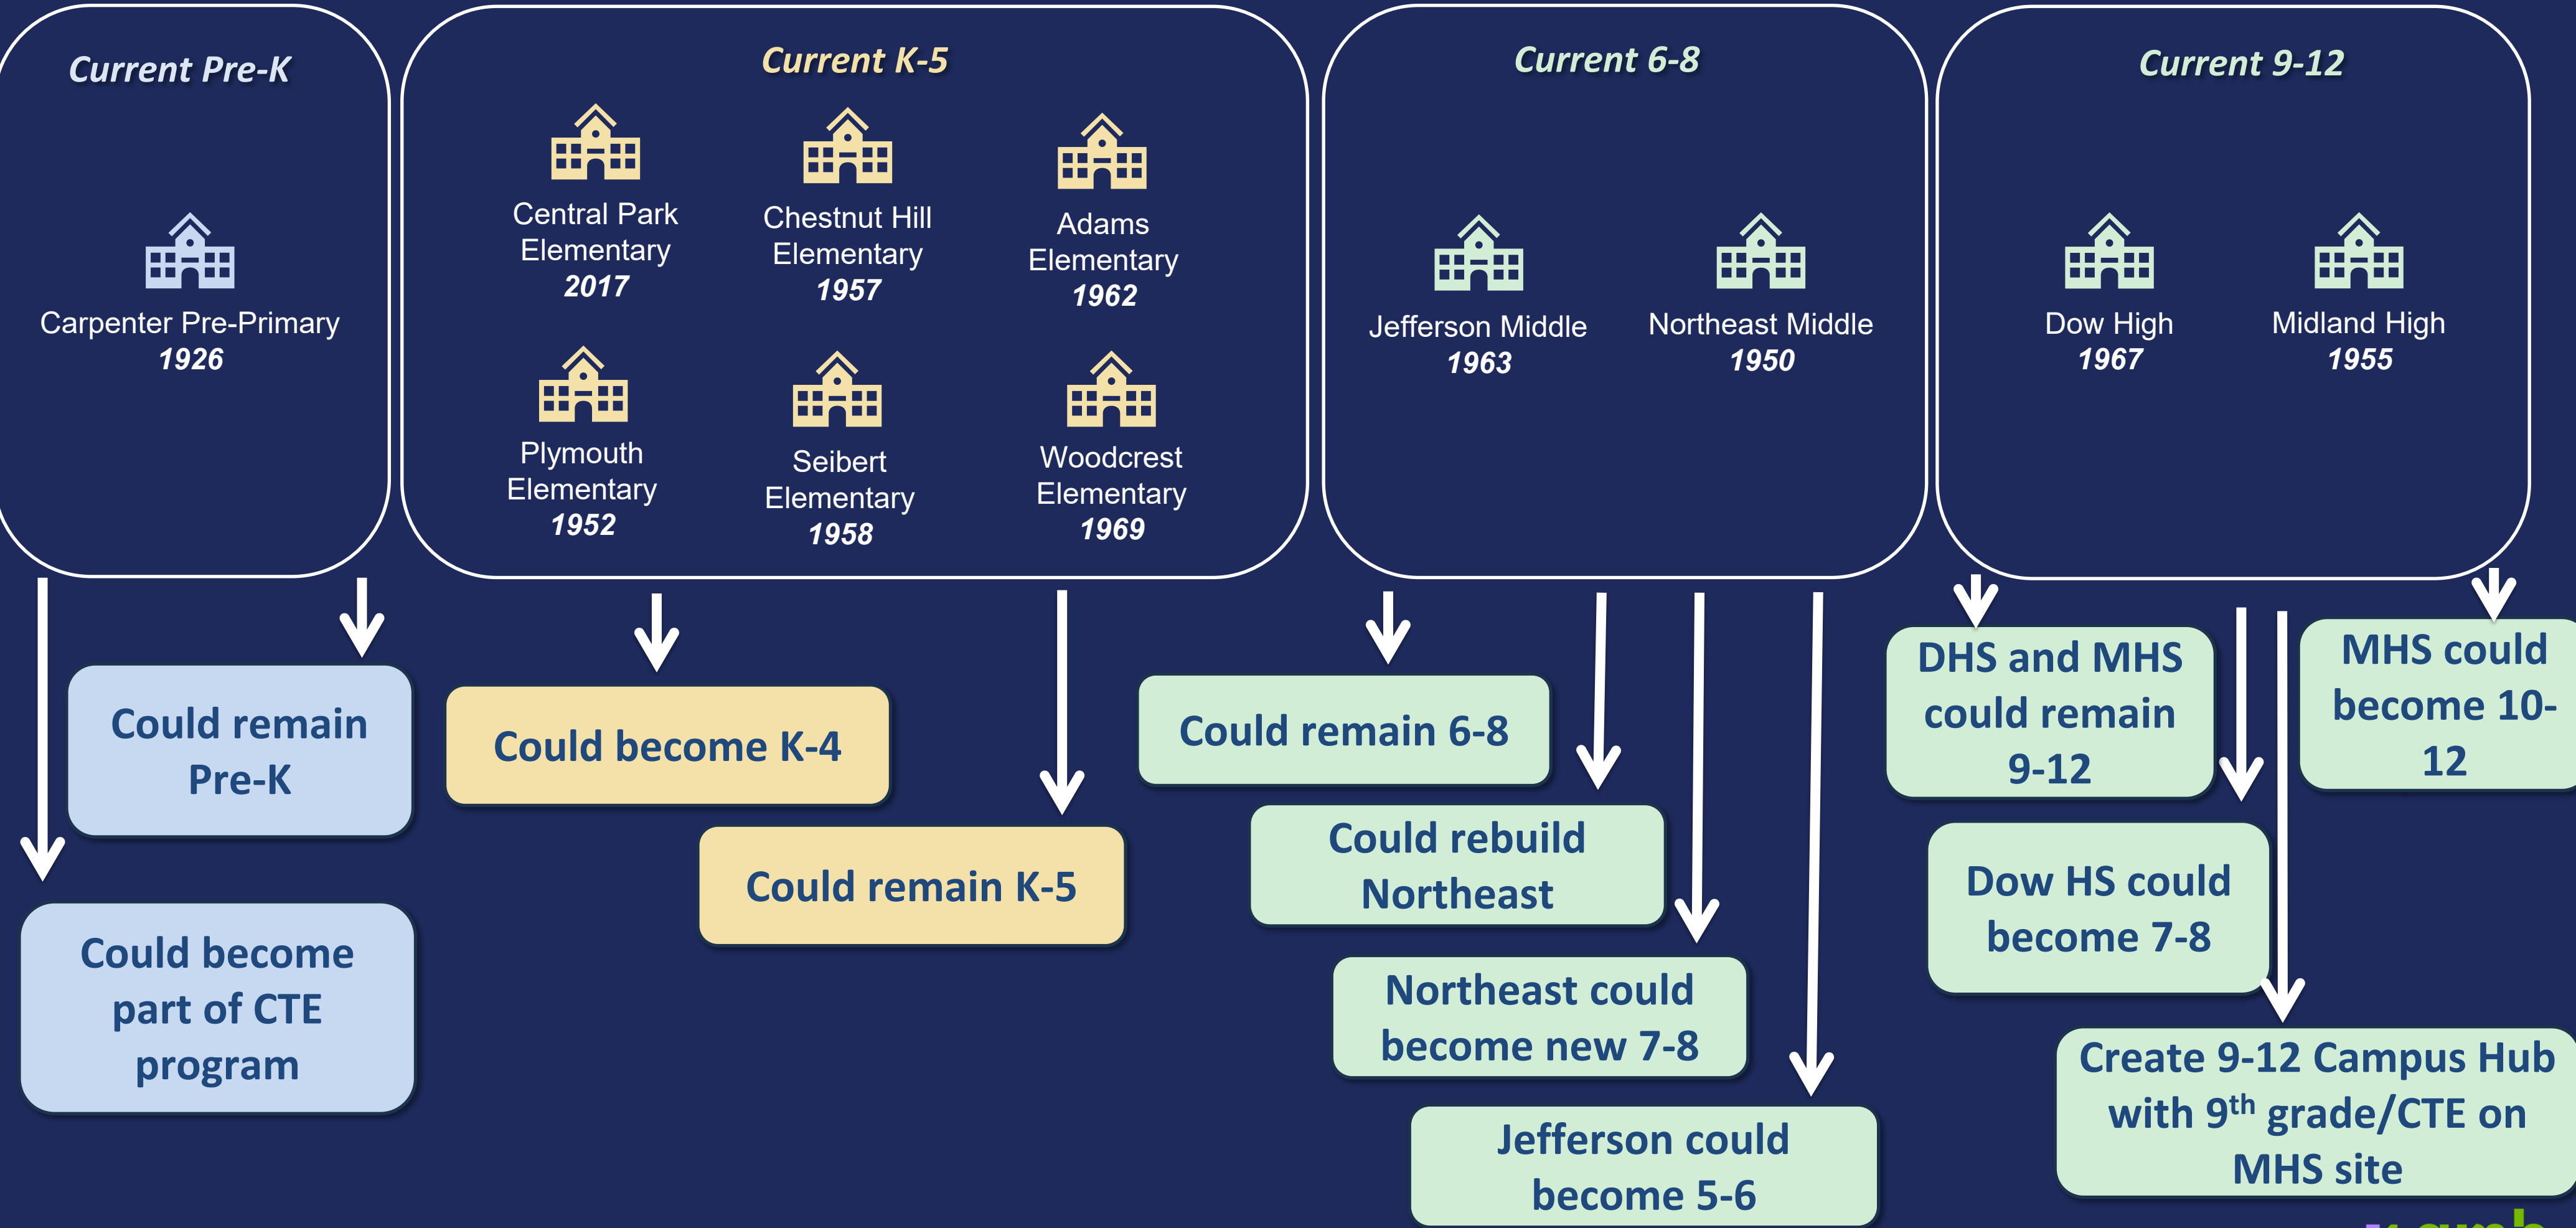 Current Pre-K
Carpenter Pre-Primary
1926
Current K-5
Central Park
Elementary
2017
Chestnut Hill
Elementary
1957
Adams
Elementary
1962
Plymouth
Elementary
1952
Seibert
Elementary
1958
Woodcrest
Elementary
1969
Current 6-8
Jefferson Middle
1963
Northeast Middle
1950
Current 9-12
Dow High
1967
Midland High
1955
Could remain
Pre-K
Could become
part of CTE
program
Could become K-4
Could remain K-5
Could remain 6-8
Could rebuild
Northeast
Northeast could
become new 7-8
Jefferson could
become 5-6
DHS and MHS
could remain
9-12
MHS could
become 10-
12
Dow HS could
become 7-8
Create 9-12 Campus Hub
with 9th grade/CTE on
MHS site